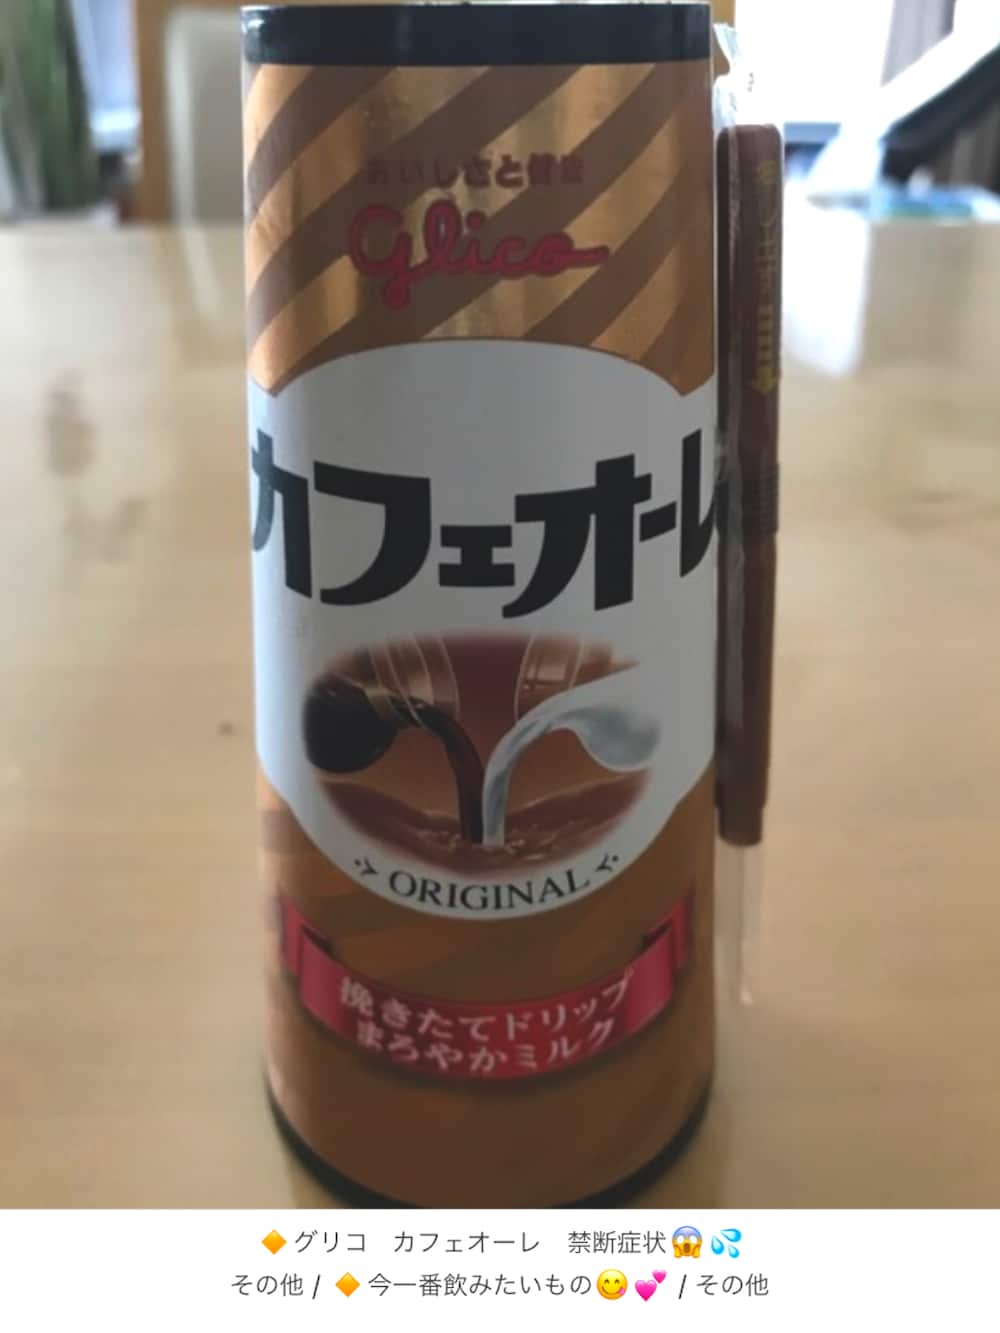 おいしさと健康
Glico
カフェオーレ
ORIGINAL
挽きたてドリップ
まろやかミルク
🔶グリコ　カフェオーレ　禁断症状😱💦
その他 / 🔶今一番飲みたいもの😋💕 / その他